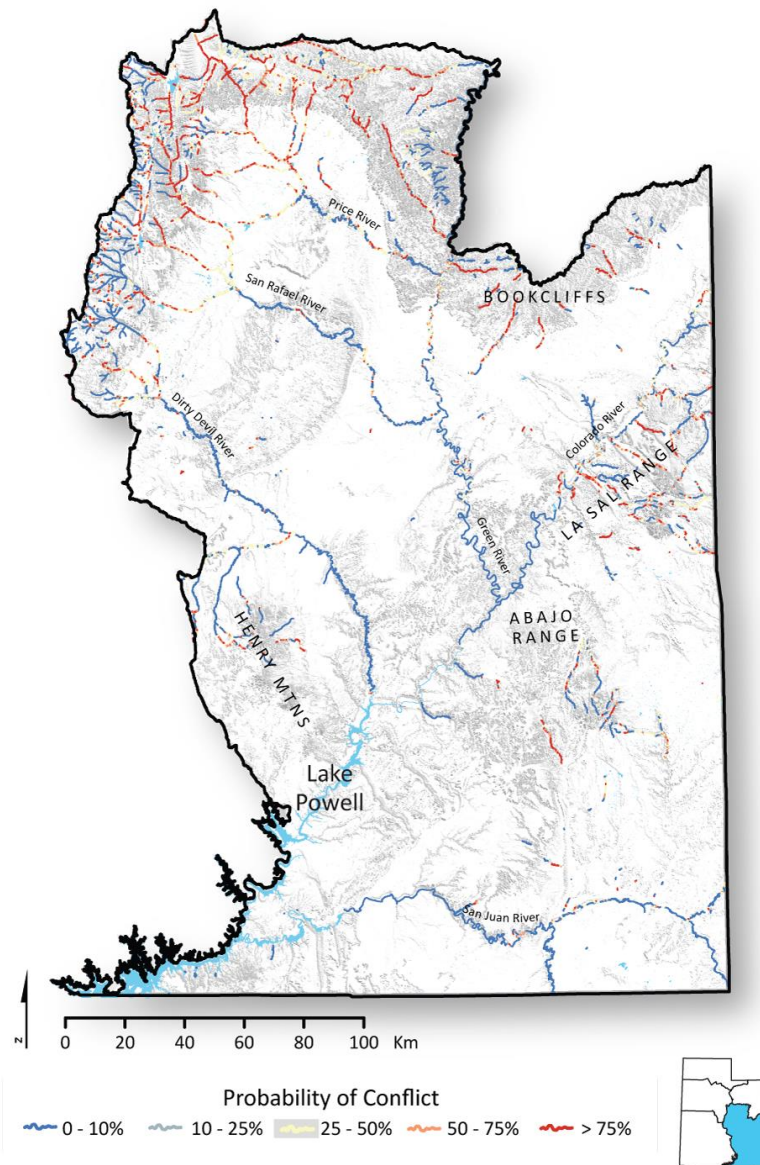 Price River
San Rafael River
BOOKCLIFFS
Dirty Devil River
Colorado River
LA SAL RANGE
Green River
ABAJO
RANGE
HENRY MTNS
Lake
Powell
San Juan River
N
0 20 40 60 80 100 Km
Probability of Conflict
0 - 10% 10 - 25% 25 - 50% 50 - 75% > 75%